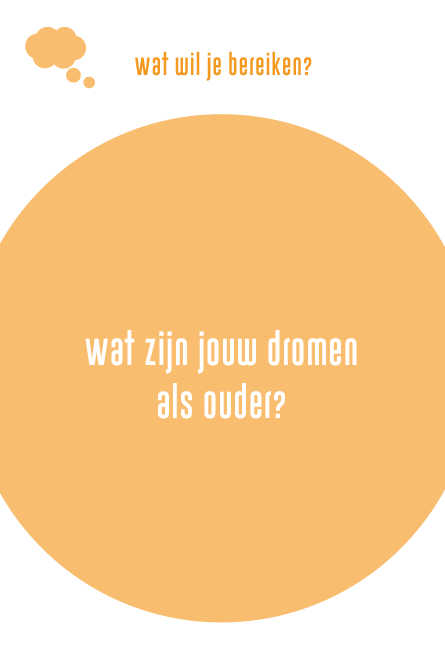 wat wil je bereiken?
wat zijn jouw dromen
als ouder?